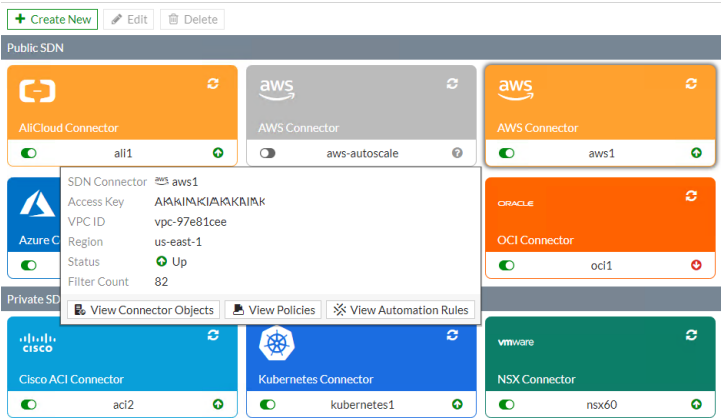 Create New Edit Delete
Public SDN
aws aws
AliCloud Connector AWS Connector AWS Connector
ali1 aws-autoscale aws1
SDN Connector aws aws1
Access Key
VPC ID vpc-97e81cee
ORACLE
Region us-east-1
Azure C OCI Connector
Status Up
oci1
Filter Count 82
Private SD
View Connector Objects View Policies View Automation Rules
CISCO vmware
Cisco ACI Connector Kubernetes Connector NSX Connector
aci2 kubernetes1 nsx60